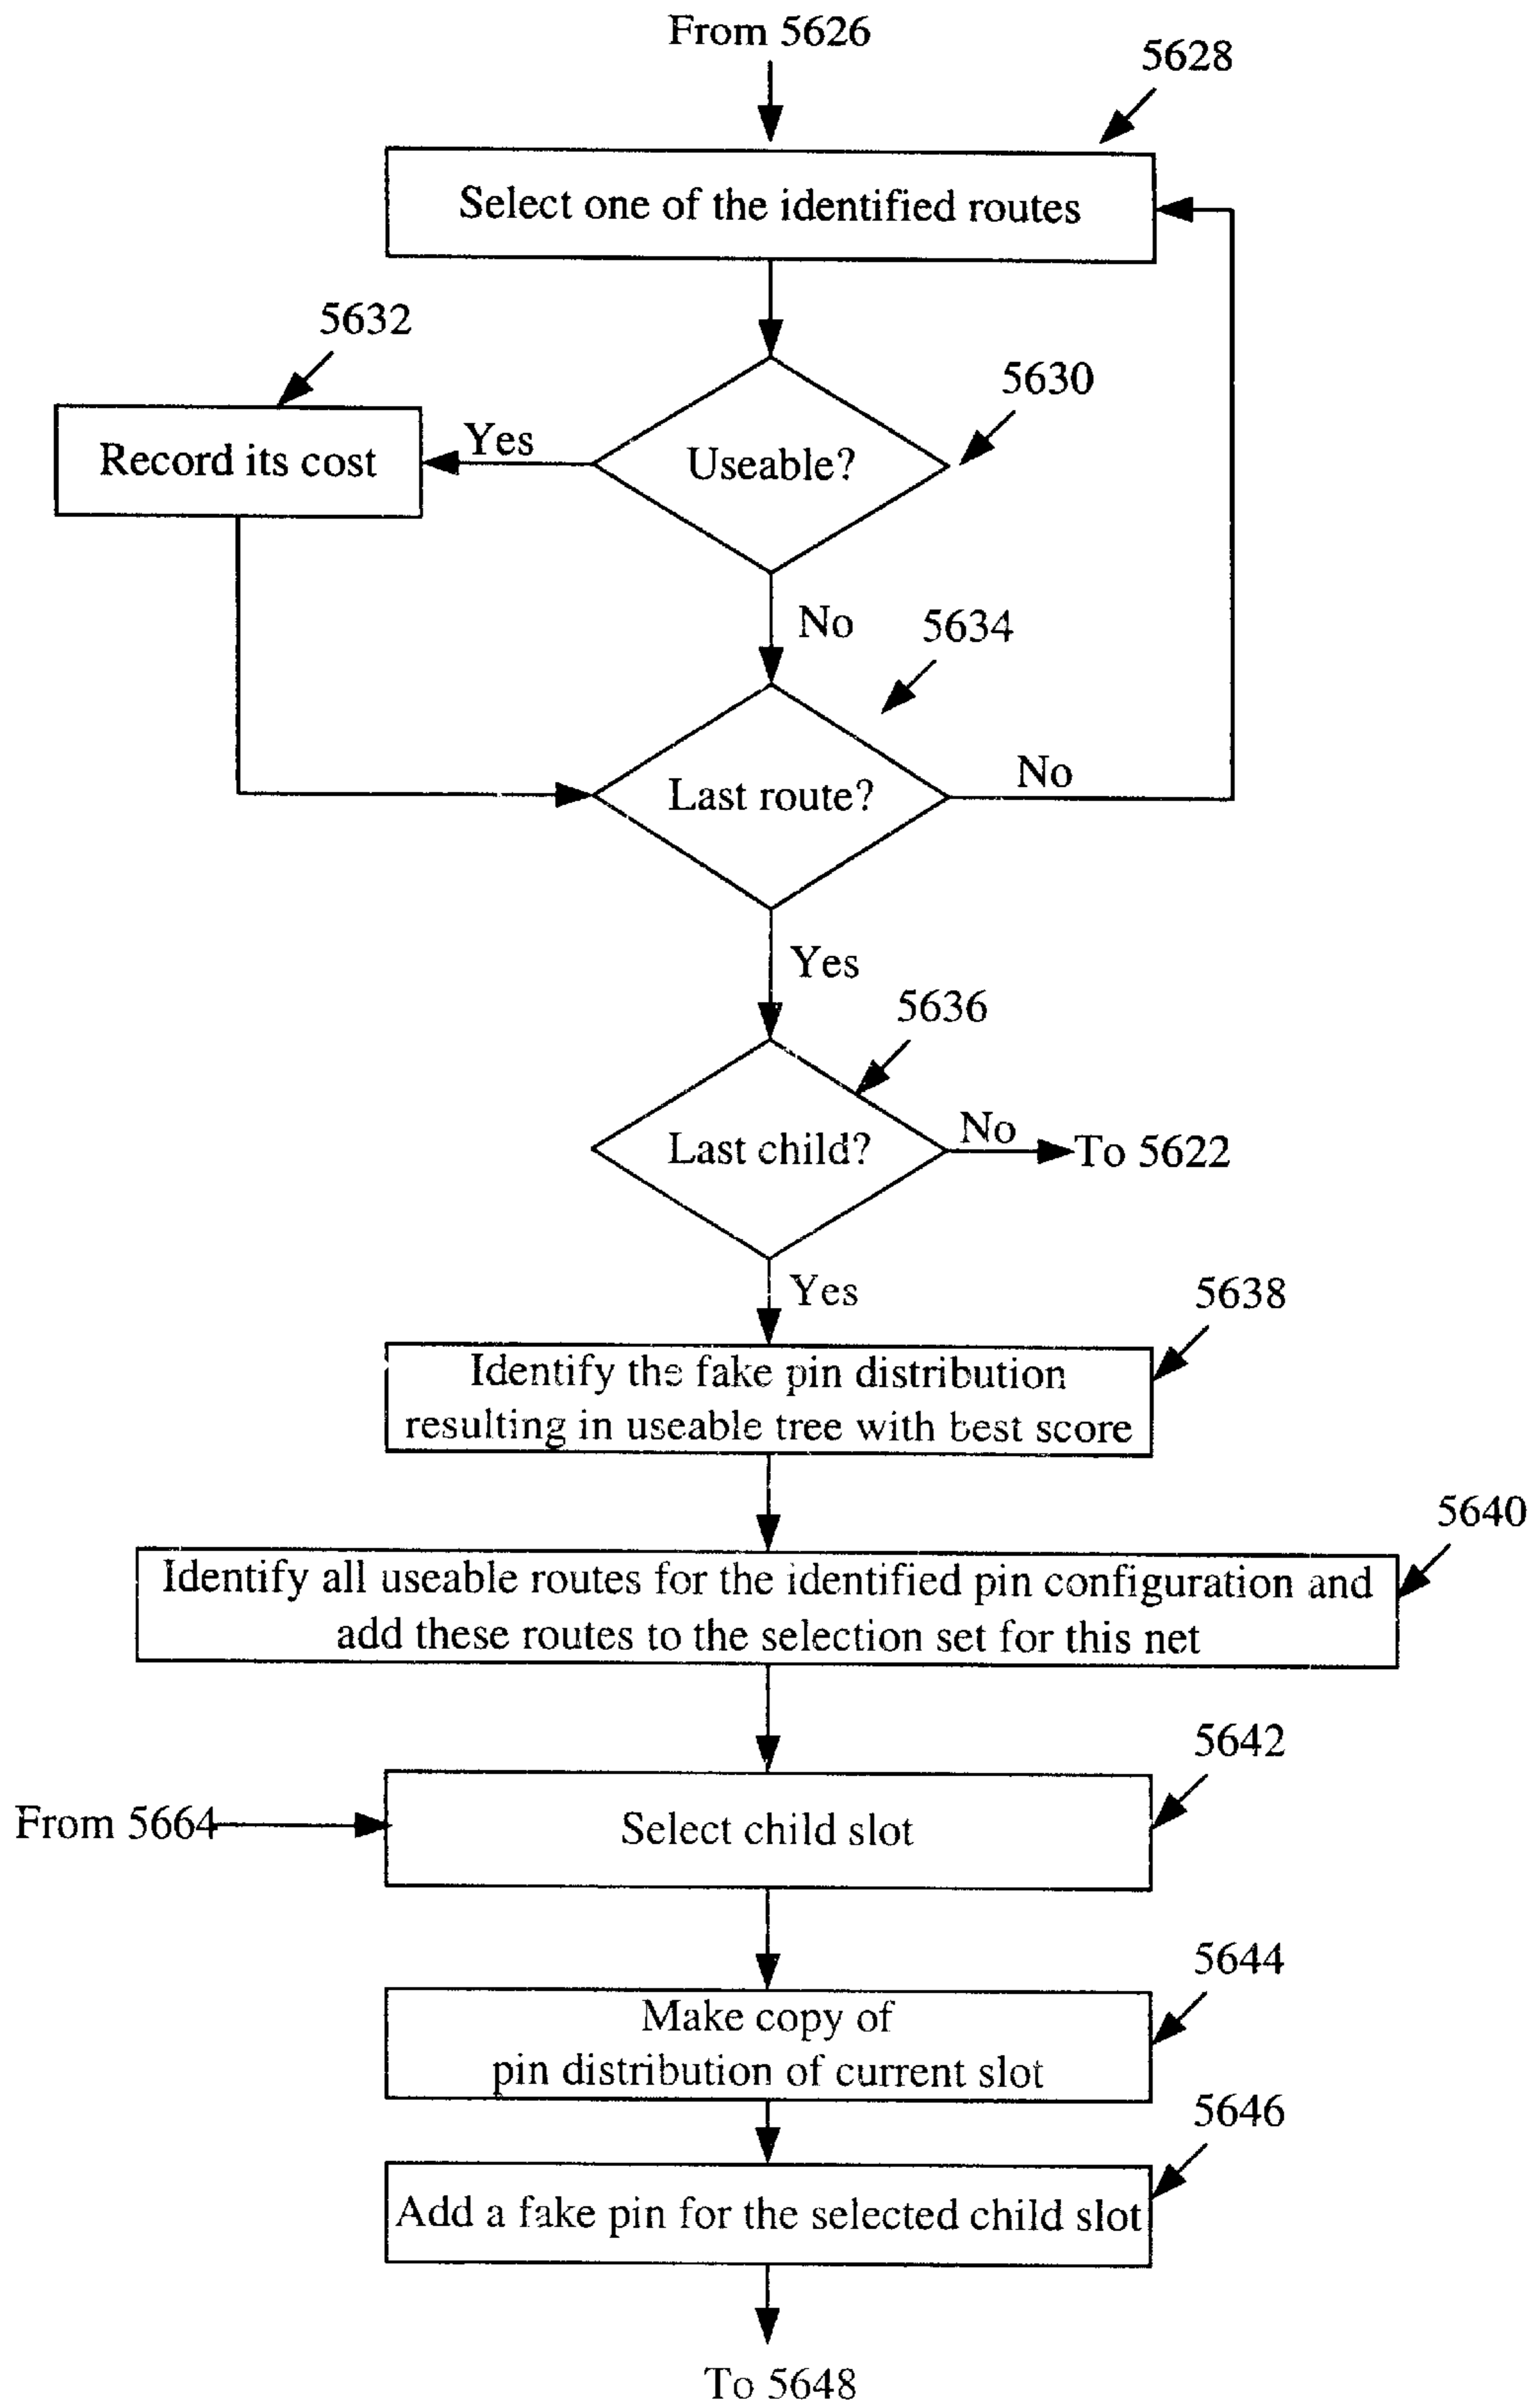 From 5626
5628
Select one of the identified routes
5632
5630
Record its cost
Yes
Useable?
No
5634
Last route?
No
Yes
5636
Last child?
No
To 5622
Yes
5638
Identify the fake pin distribution
resulting in useable tree with best score
5640
Identify all useable routes for the identified pin configuration and
add these routes to the selection set for this net
5642
From 5664
Select child slot
5644
Make copy of
pin distribution of current slot
5646
Add a fake pin for the selected child slot
To 5648